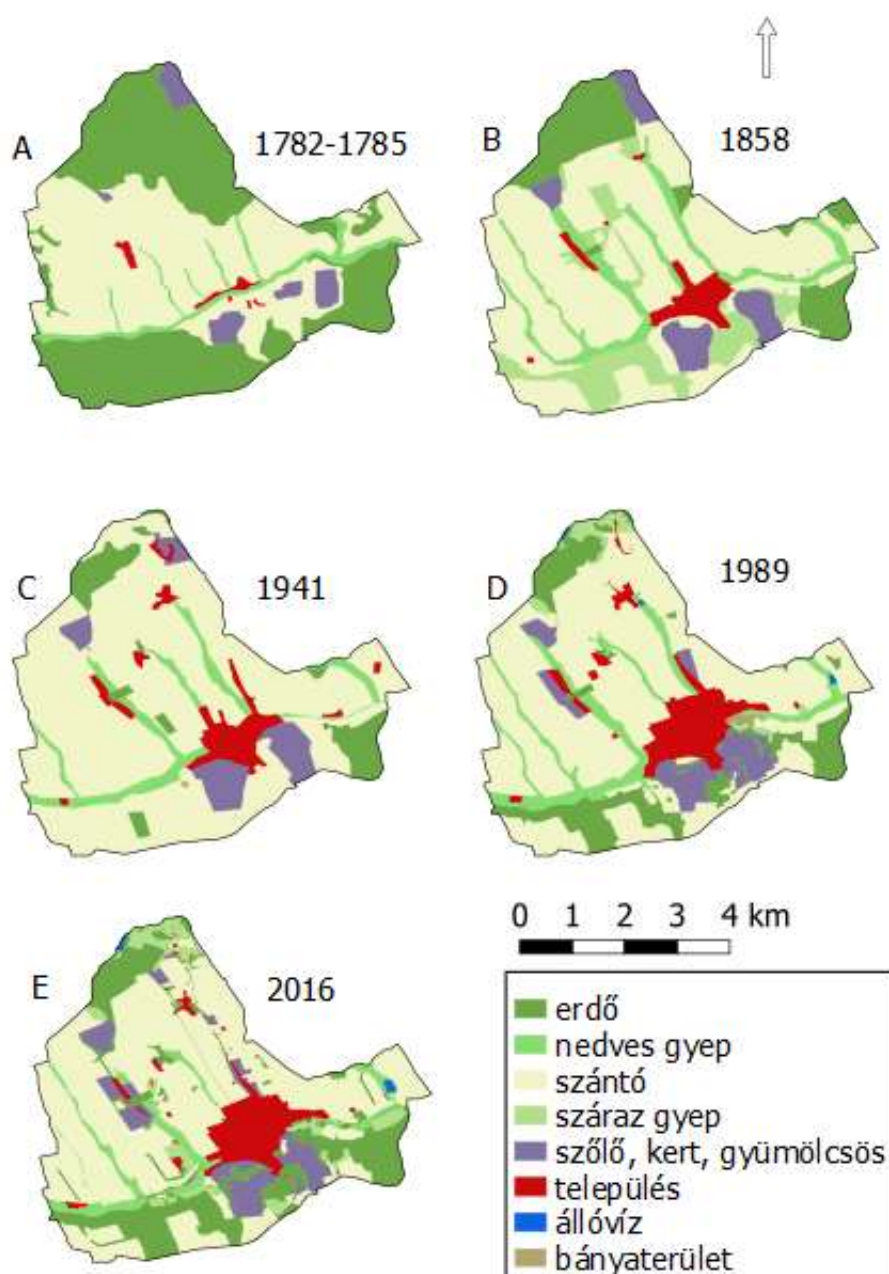 A
1782-1785
B
1858
C
1941
D
1989
E
2016
0 1 2 3 4 km
erdő
nedves gyep
szántó
száraz gyep
szőlő, kert, gyümölcsös
település
állóvíz
bányaterület